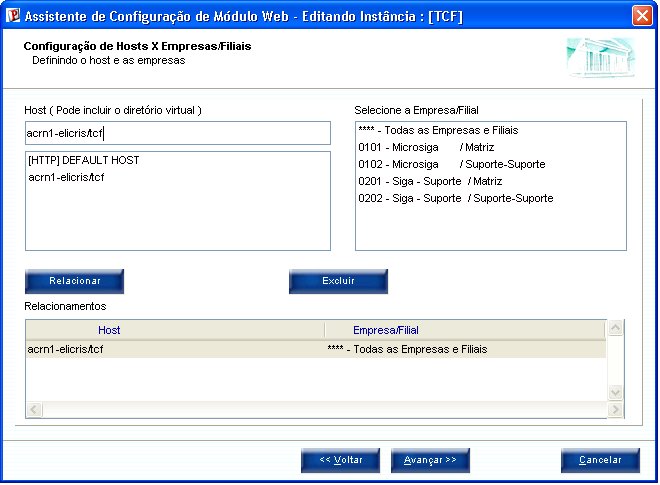 Assistente de Configuração de Módulo Web - Editando Instância : [TCF]
Configuração de Hosts X Empresas/Filiais
Definindo o host e as empresas
Host ( Pode incluir o diretório virtual )
acrn1-elicris/tcf
[HTTP] DEFAULT HOST
acrn1-elicris/tcf
Selecione a Empresa/Filial
**** - Todas as Empresas e Filiais
0101 - Microsiga / Matriz
0102 - Microsiga / Suporte-Suporte
0201 - Siga - Suporte / Matriz
0202 - Siga - Suporte / Suporte-Suporte
Relacionar Excluir
Relacionamentos
Host Empresa/Filial
acrn1-elicris/tcf **** - Todas as Empresas e Filiais
<< Voltar Avançar >> Cancelar